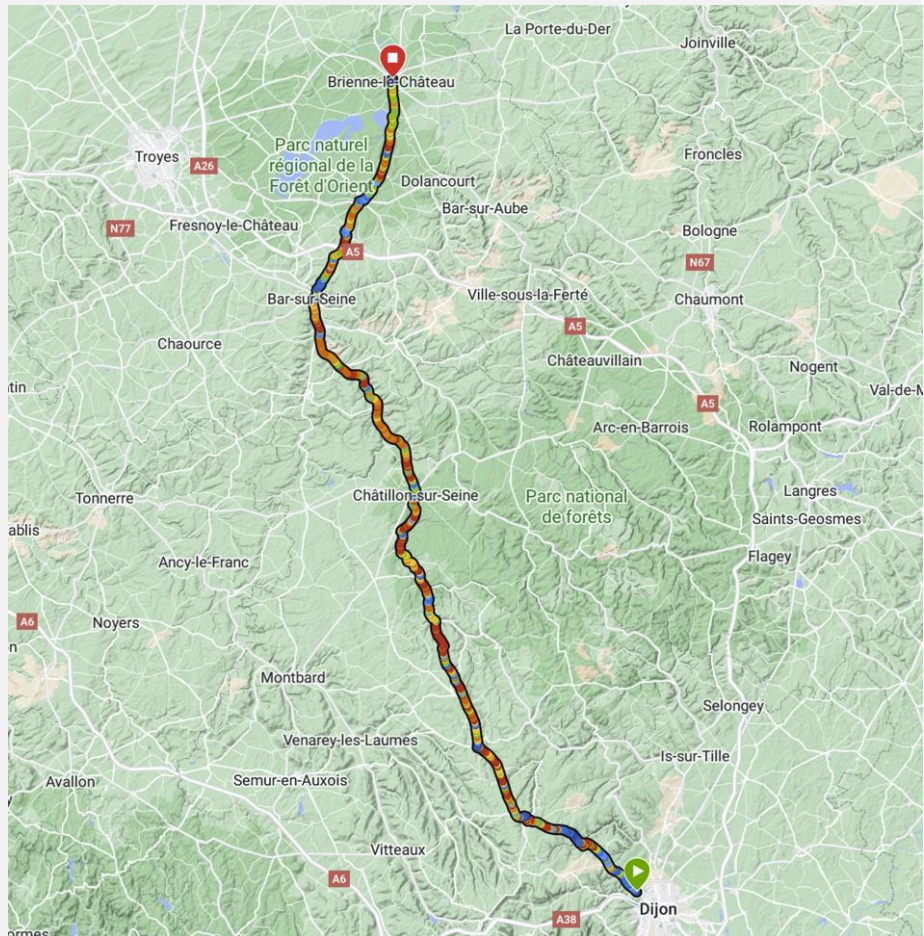 La Porte-du-Der
Joinville
Brienne-le-Château
Parc naturel
régional de la
Forêt d'Orient
Troyes
A26
Froncles
Dolancourt
Bar-sur-Aube
N77
Fresnoy-le-Château
Bologne
A5
N67
Bar-sur-Seine
Ville-sous-la-Ferté
Chaumont
A5
Chaource
Châteauvillain
Nogent
tin
A5
Val-de-M
Arc-en-Barrois
Rolampont
Tonnerre
Châtillon-sur-Seine
Parc national
de forêts
Langres
Saints-Geosmes
ablis
Ancy-le-Franc
Flagey
A6
Noyers
on
Montbard
Selongey
Venarey-les-Laumes
Is-sur-Tille
Avallon
Semur-en-Auxois
Vitteaux
A6
A38
Dijon
ormes